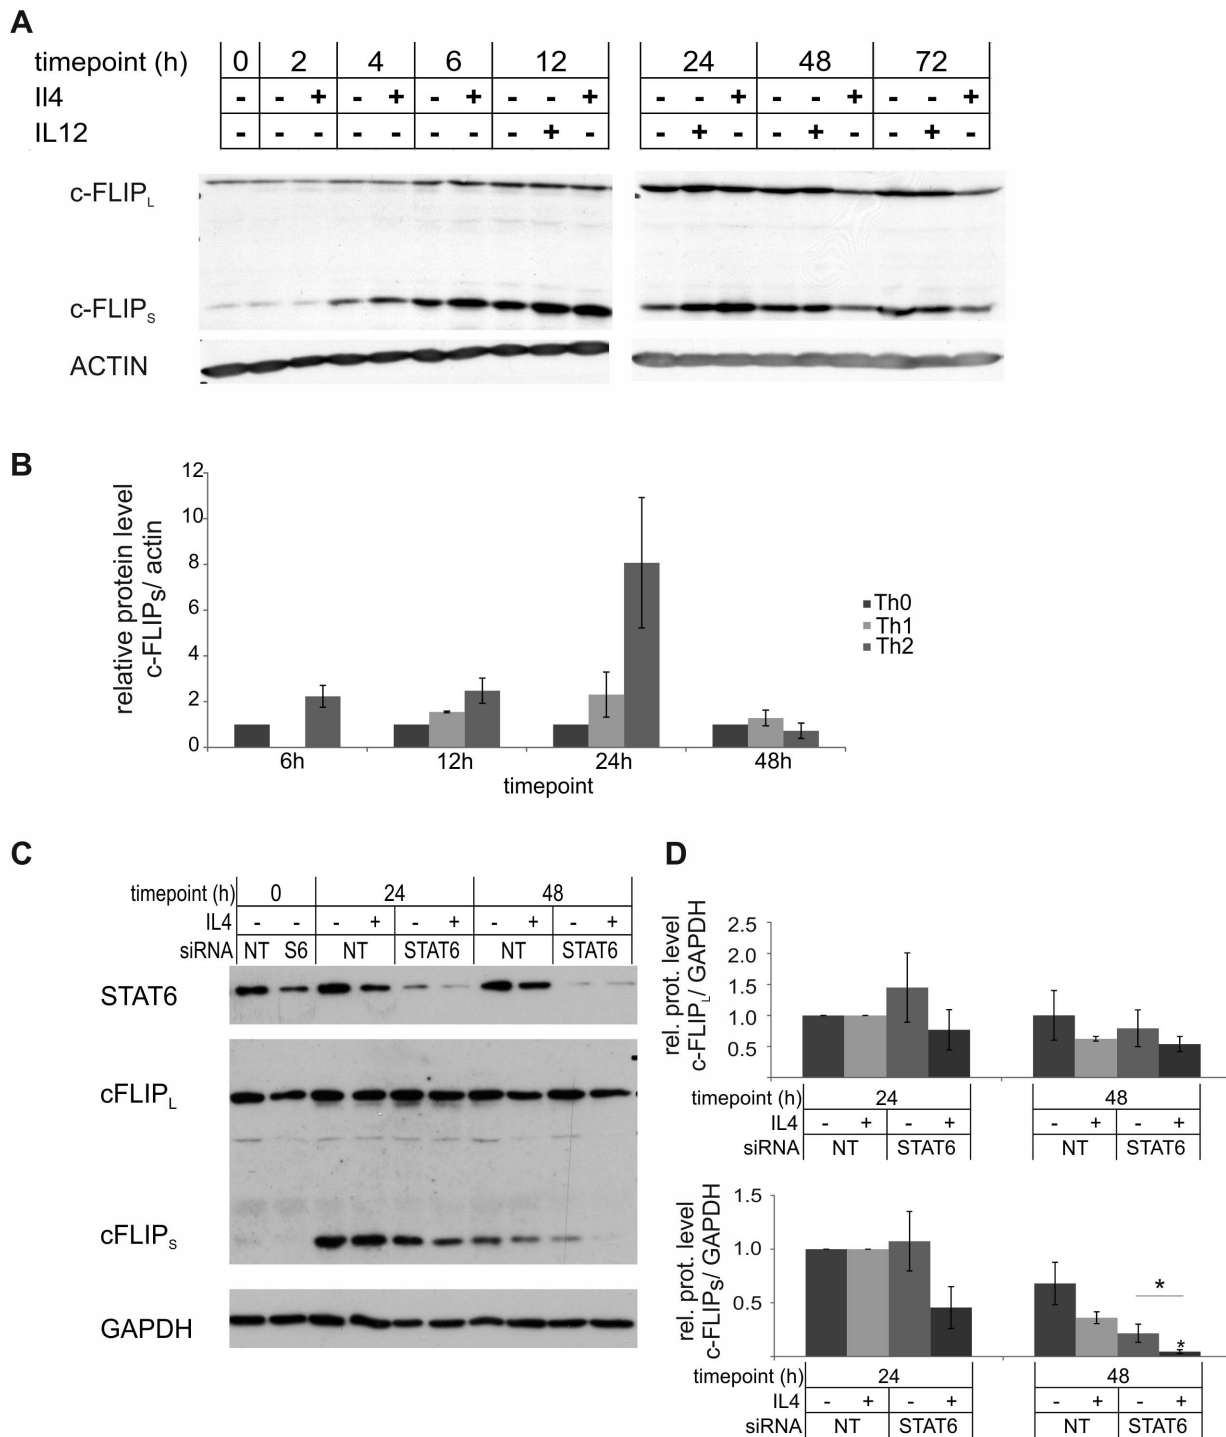 A
timepoint (h) 0 2 4 6 12 24 48 72
Il4 - - + - + - + - - + - - + - - + - - +
IL12 - - - - - - - - + - - + - - + - - + -
c-FLIPL
c-FLIPS
ACTIN
B
relative protein level
c-FLIPS/ actin
12
10
8
6
4
2
0
6h 12h 24h 48h
timepoint
Th0
Th1
Th2
C
timepoint (h) 0 24 48
IL4 - - - + - + - + - +
siRNA NT S6 NT STAT6 NT STAT6
STAT6
cFLIPL
cFLIPS
GAPDH
D
rel. prot. level
c-FLIPL/ GAPDH
2.5
2.0
1.5
1.0
0.5
timepoint (h) 24 48
IL4 - + - + - + - +
siRNA NT STAT6 NT STAT6
rel. prot. level
c-FLIPS/ GAPDH
1.5
1.0
0.5
*
*
timepoint (h) 24 48
IL4 - + - + - + - +
siRNA NT STAT6 NT STAT6